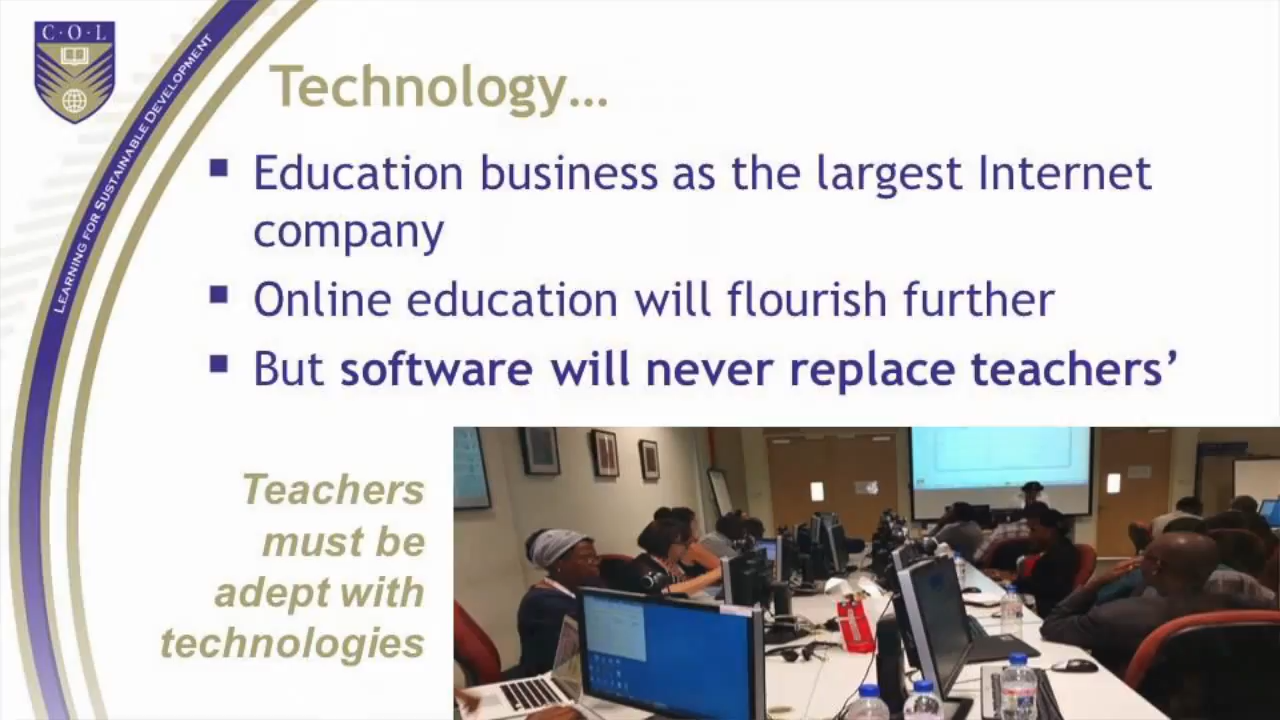 C·O·L
LEARNING FOR SUSTAINABLE DEVELOPMENT
Technology…
▪ Education business as the largest Internet
company
▪ Online education will flourish further
▪ But software will never replace teachers’
Teachers
must be
adept with
technologies